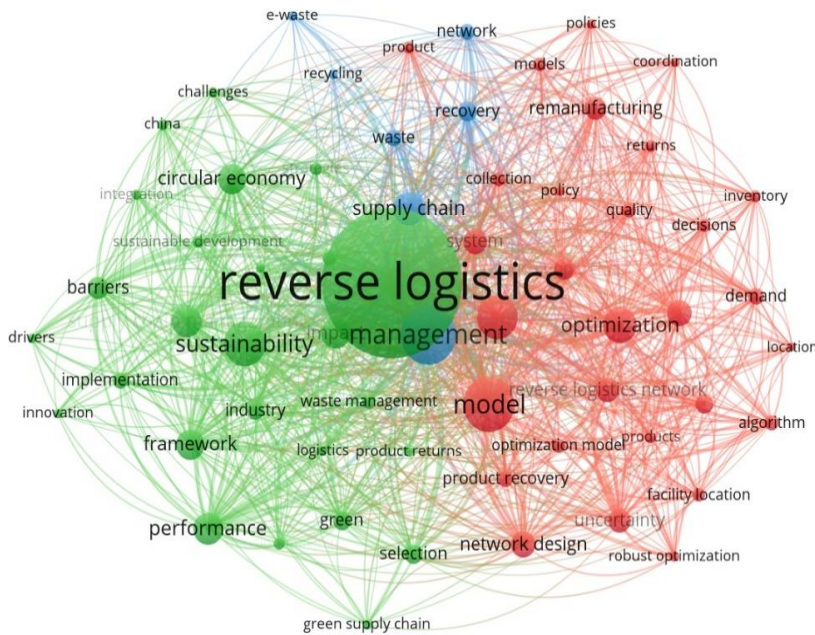 e-waste
network
policies
product
models
coordination
recycling
challenges
recovery
remanufacturing
china
waste
returns
circular economy
collection
policy
integration
supply chain
quality
inventory
sustainable development
system
decisions
reverse logistics
barriers
demand
optimization
drivers
sustainability
management
location
implementation
reverse logistics network
innovation
industry
waste management
model
algorithm
framework
logistics
product returns
optimization model
products
product recovery
facility location
performance
green
uncertainty
selection
network design
robust optimization
green supply chain